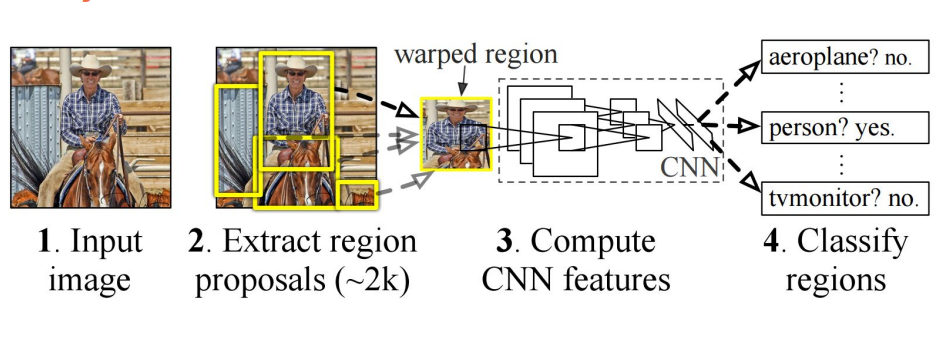 warped region
aeroplane? no.
person? yes.
CNN
tvmonitor? no.
1. Input
image
2. Extract region
proposals (~2k)
3. Compute
CNN features
4. Classify
regions